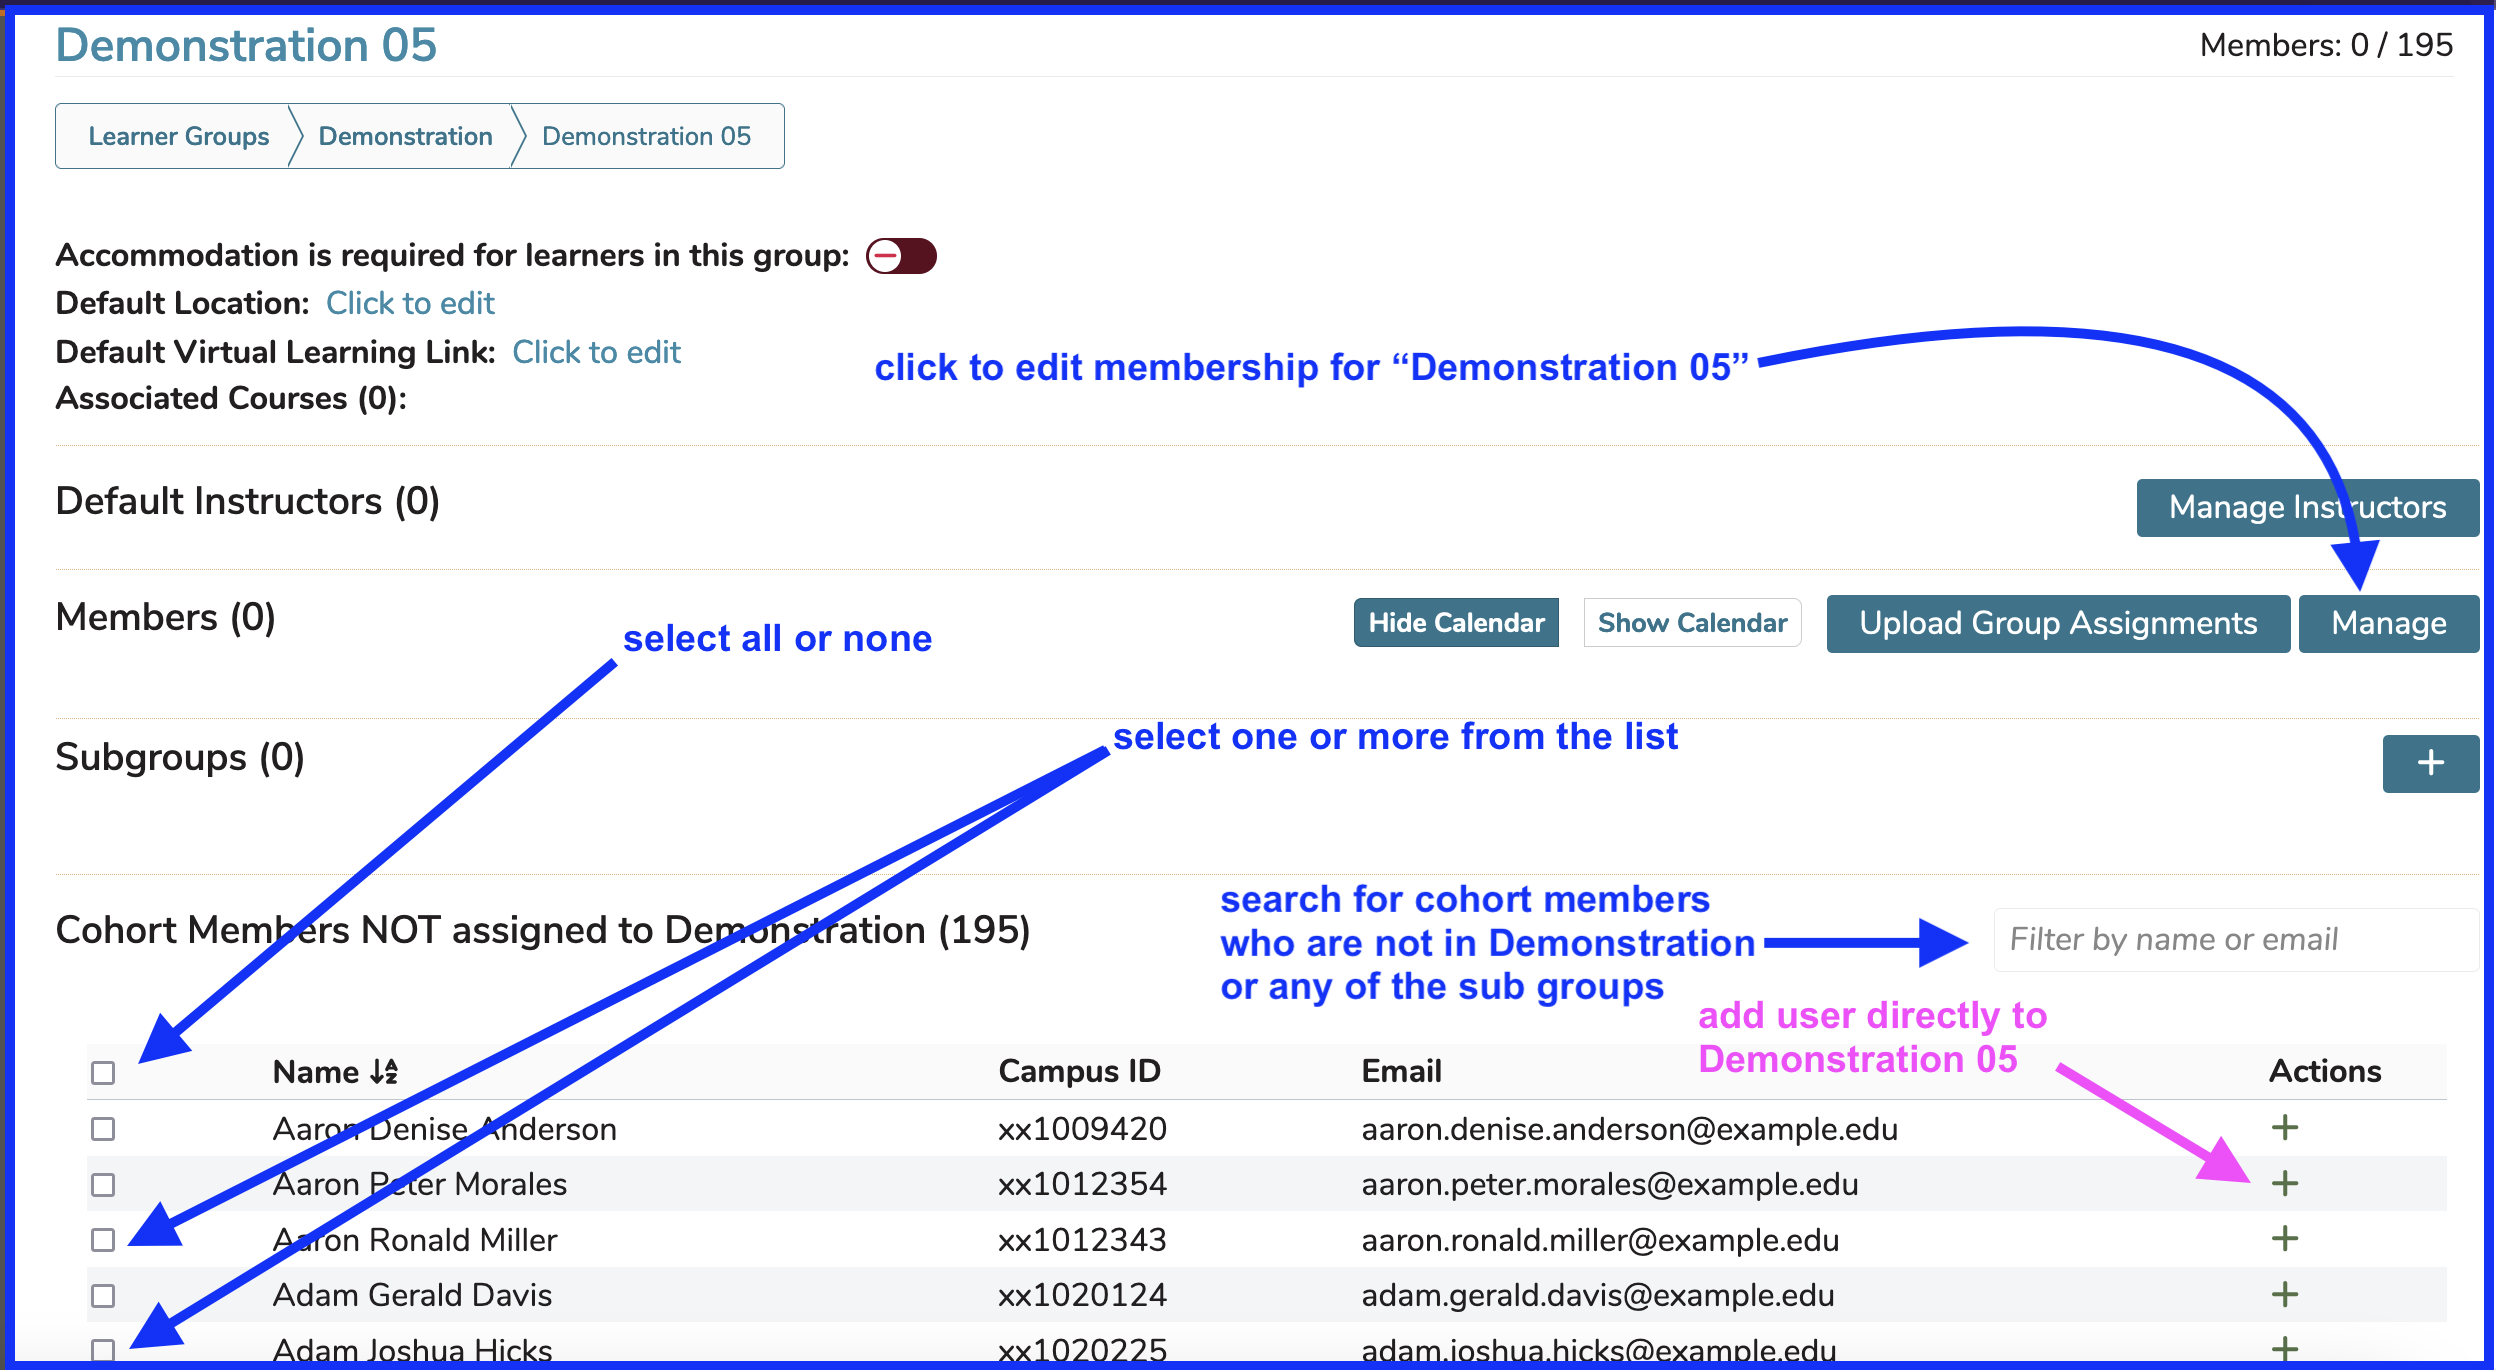 Demonstration 05
Members: 0 / 195
Learner Groups
Demonstration
Demonstration 05
Accommodation is required for learners in this group:
Default Location: Click to edit
Default Virtual Learning Link: Click to edit
click to edit membership for “Demonstration 05”
Associated Courses (0):
Default Instructors (0)
Manage Instructors
Members (0)
select all or none
Hide Calendar
Show Calendar
Upload Group Assignments
Manage
select one or more from the list
Subgroups (0)
+
search for cohort members
who are not in Demonstration
or any of the sub groups
Cohort Members NOT assigned to Demonstration (195)
Filter by name or email
add user directly to
Demonstration 05
Name Campus ID Email Actions
Aaron Denise Anderson xx1009420 aaron.denise.anderson@example.edu +
Aaron Peter Morales xx1012354 aaron.peter.morales@example.edu +
Aaron Ronald Miller xx1012343 aaron.ronald.miller@example.edu +
Adam Gerald Davis xx1020124 adam.gerald.davis@example.edu +
Adam Joshua Hicks xx1020225 adam.joshua.hicks@example.edu +